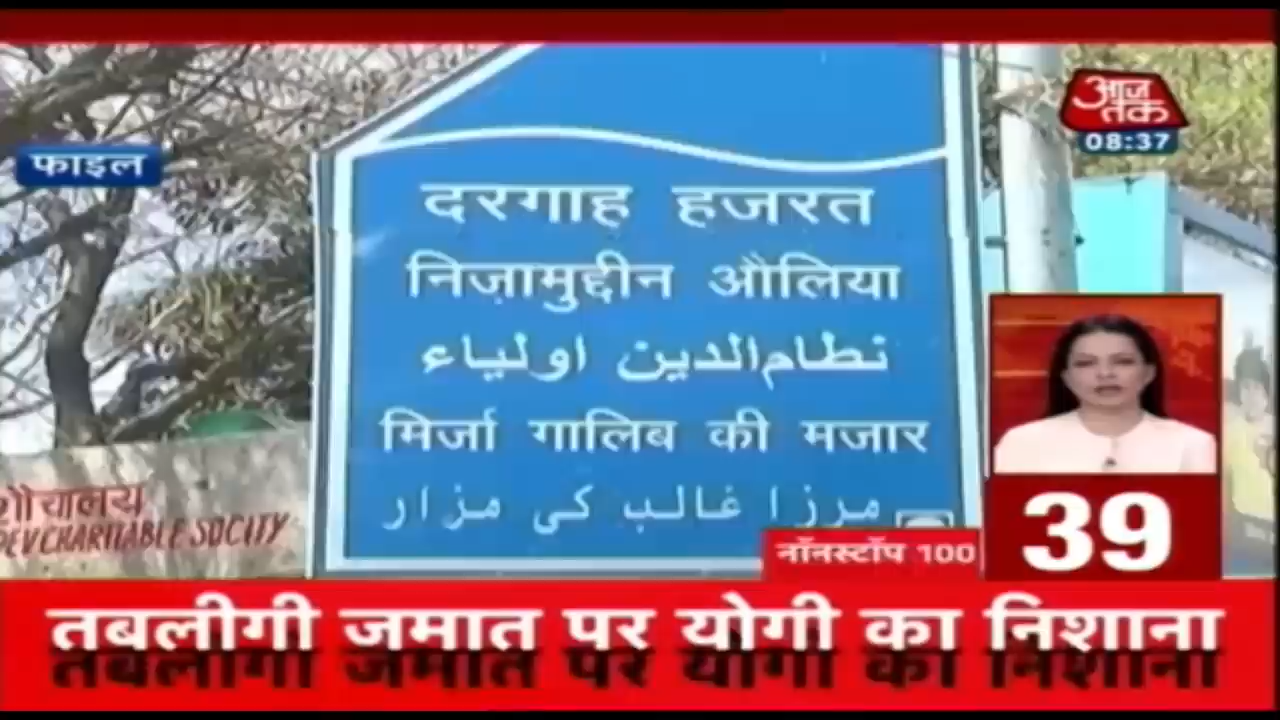 आज
तक
08:37
फाइल
दरगाह हजरत
निज़ामुद्दीन औलिया
نظام‌الدین اولیاء
मिर्जा गालिब की मजार
مرزا غالب کی مزار
शौचालय
DEV CHARITABLE SOCITY
नॉनस्टॉप 100
39
तबलीगी जमात पर योगी का निशाना